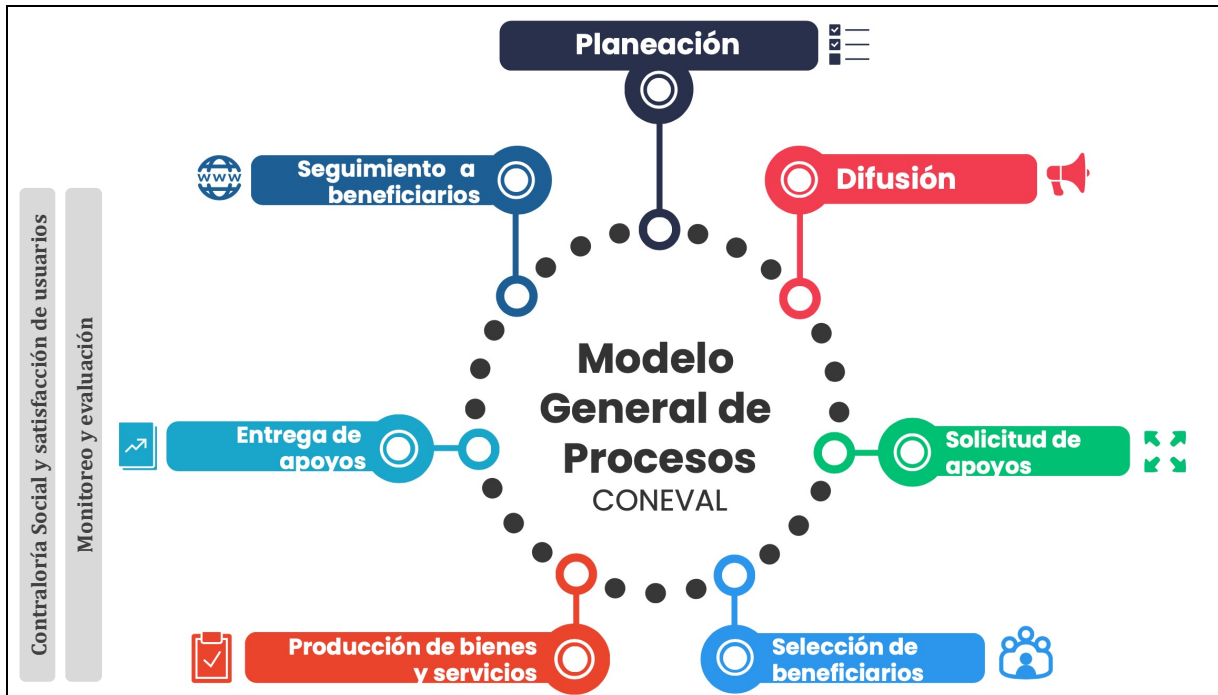 Planeación
Seguimiento a
beneficiarios
www
Difusión
Contraloría Social y satisfacción de usuarios
Monitoreo y evaluación
Modelo
General de
Procesos
CONEVAL
Entrega de
apoyos
Solicitud de
apoyos
Producción de bienes
y servicios
Selección de
beneficiarios